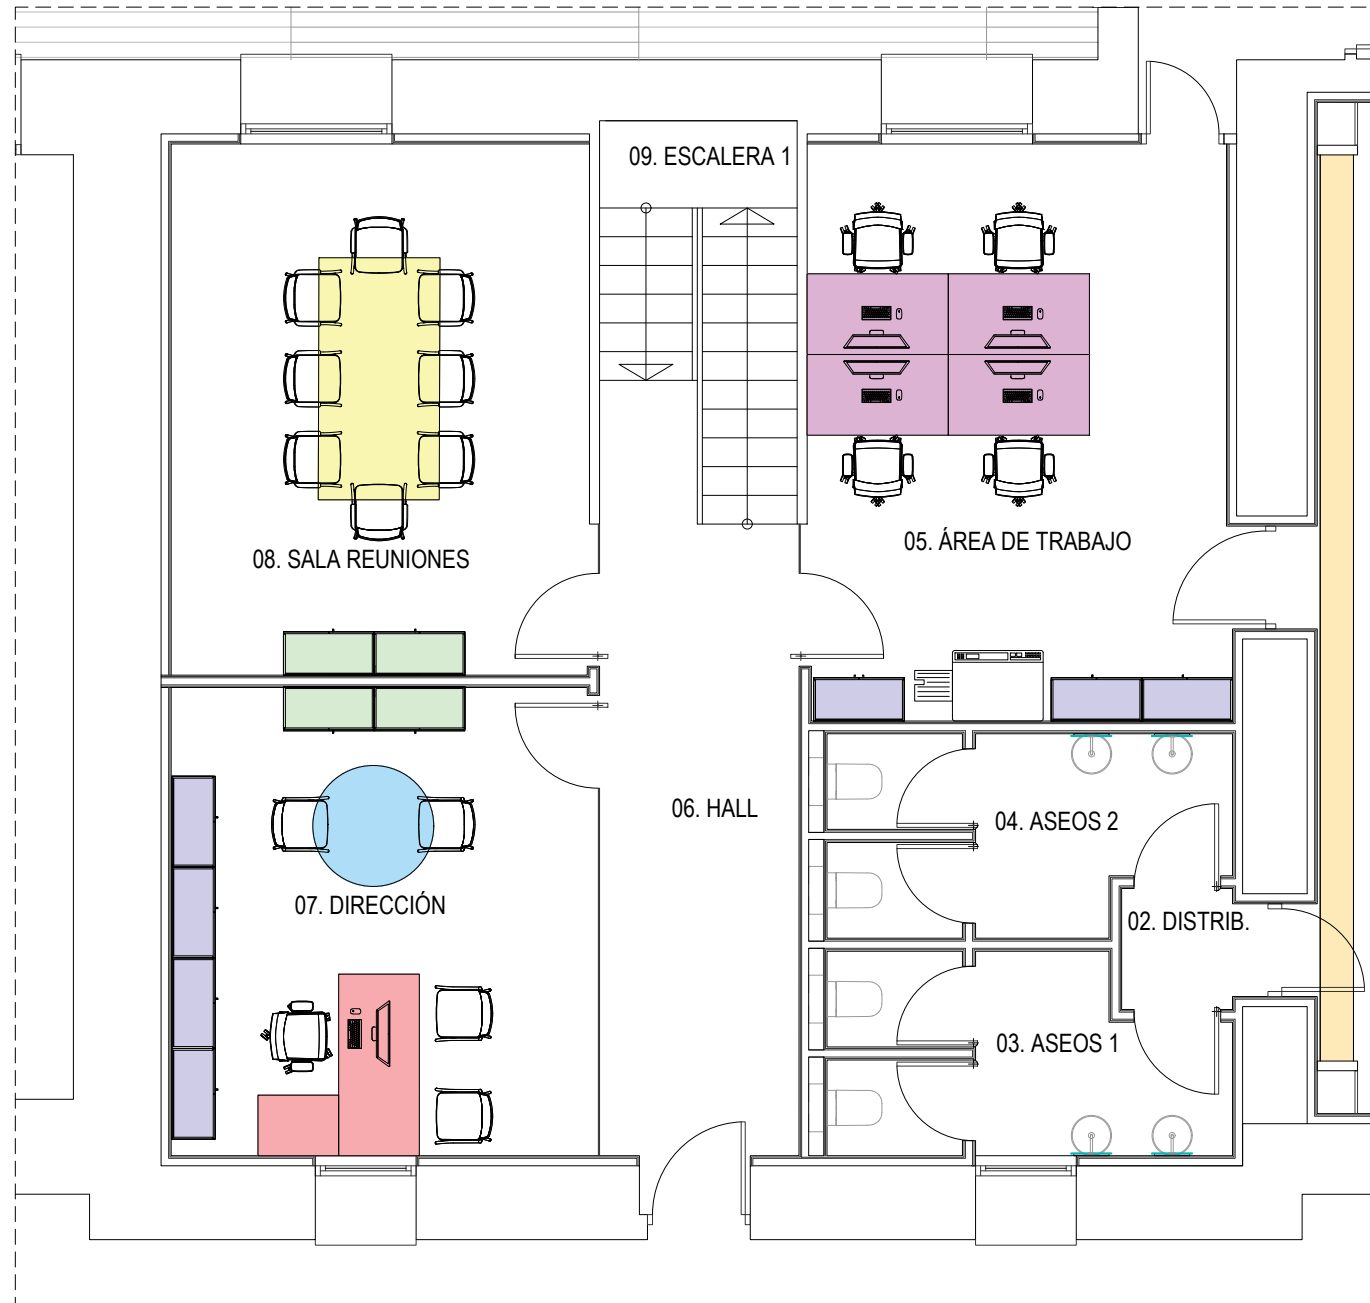 09. ESCALERA 1
08. SALA REUNIONES
05. ÁREA DE TRABAJO
06. HALL
04. ASEOS 2
07. DIRECCIÓN
02. DISTRIB.
03. ASEOS 1